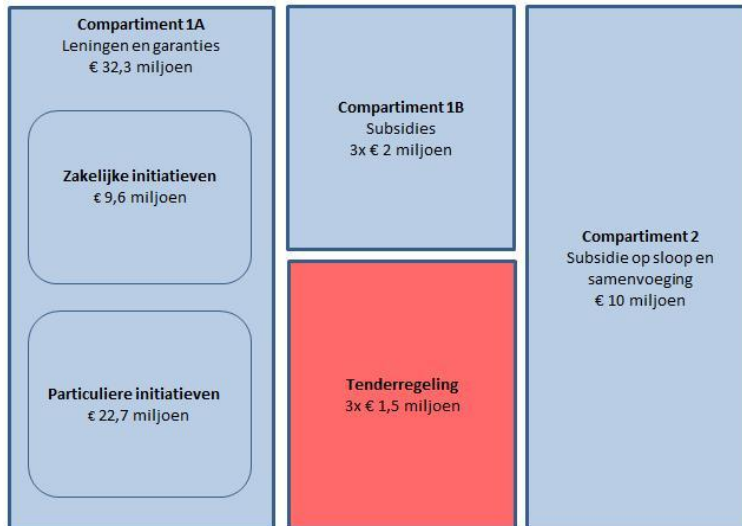 Compartiment 1A
Leningen en garanties
€ 32,3 miljoen
Zakelijke initiatieven
€ 9,6 miljoen
Particuliere initiatieven
€ 22,7 miljoen
Compartiment 1B
Subsidies
3x € 2 miljoen
Tenderregeling
3x € 1,5 miljoen
Compartiment 2
Subsidie op sloop en
samenvoeging
€ 10 miljoen